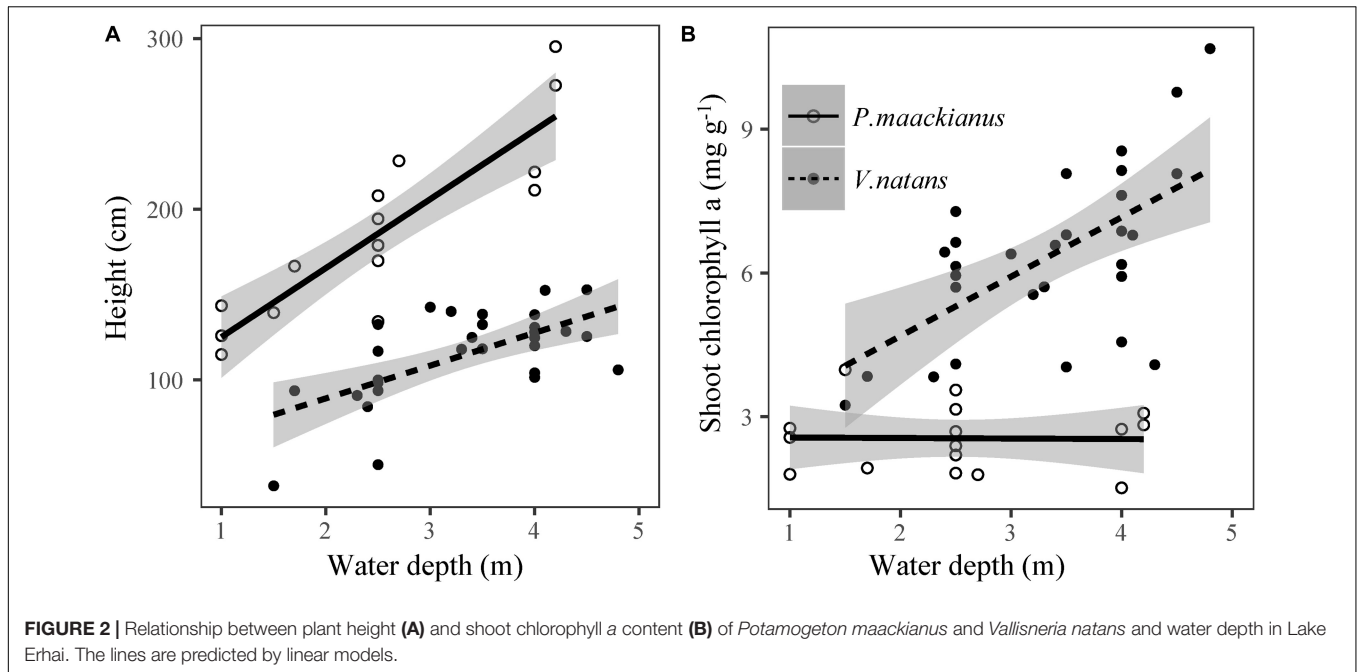 A
300
200
100
Height (cm)
1 2 3 4 5
Water depth (m)
B
P.maackianus
V.natans
9
6
3
Shoot chlorophyll a (mg g⁻¹)
1 2 3 4 5
Water depth (m)
FIGURE 2 | Relationship between plant height (A) and shoot chlorophyll a content (B) of Potamogeton maackianus and Vallisneria natans and water depth in Lake
Erhai. The lines are predicted by linear models.